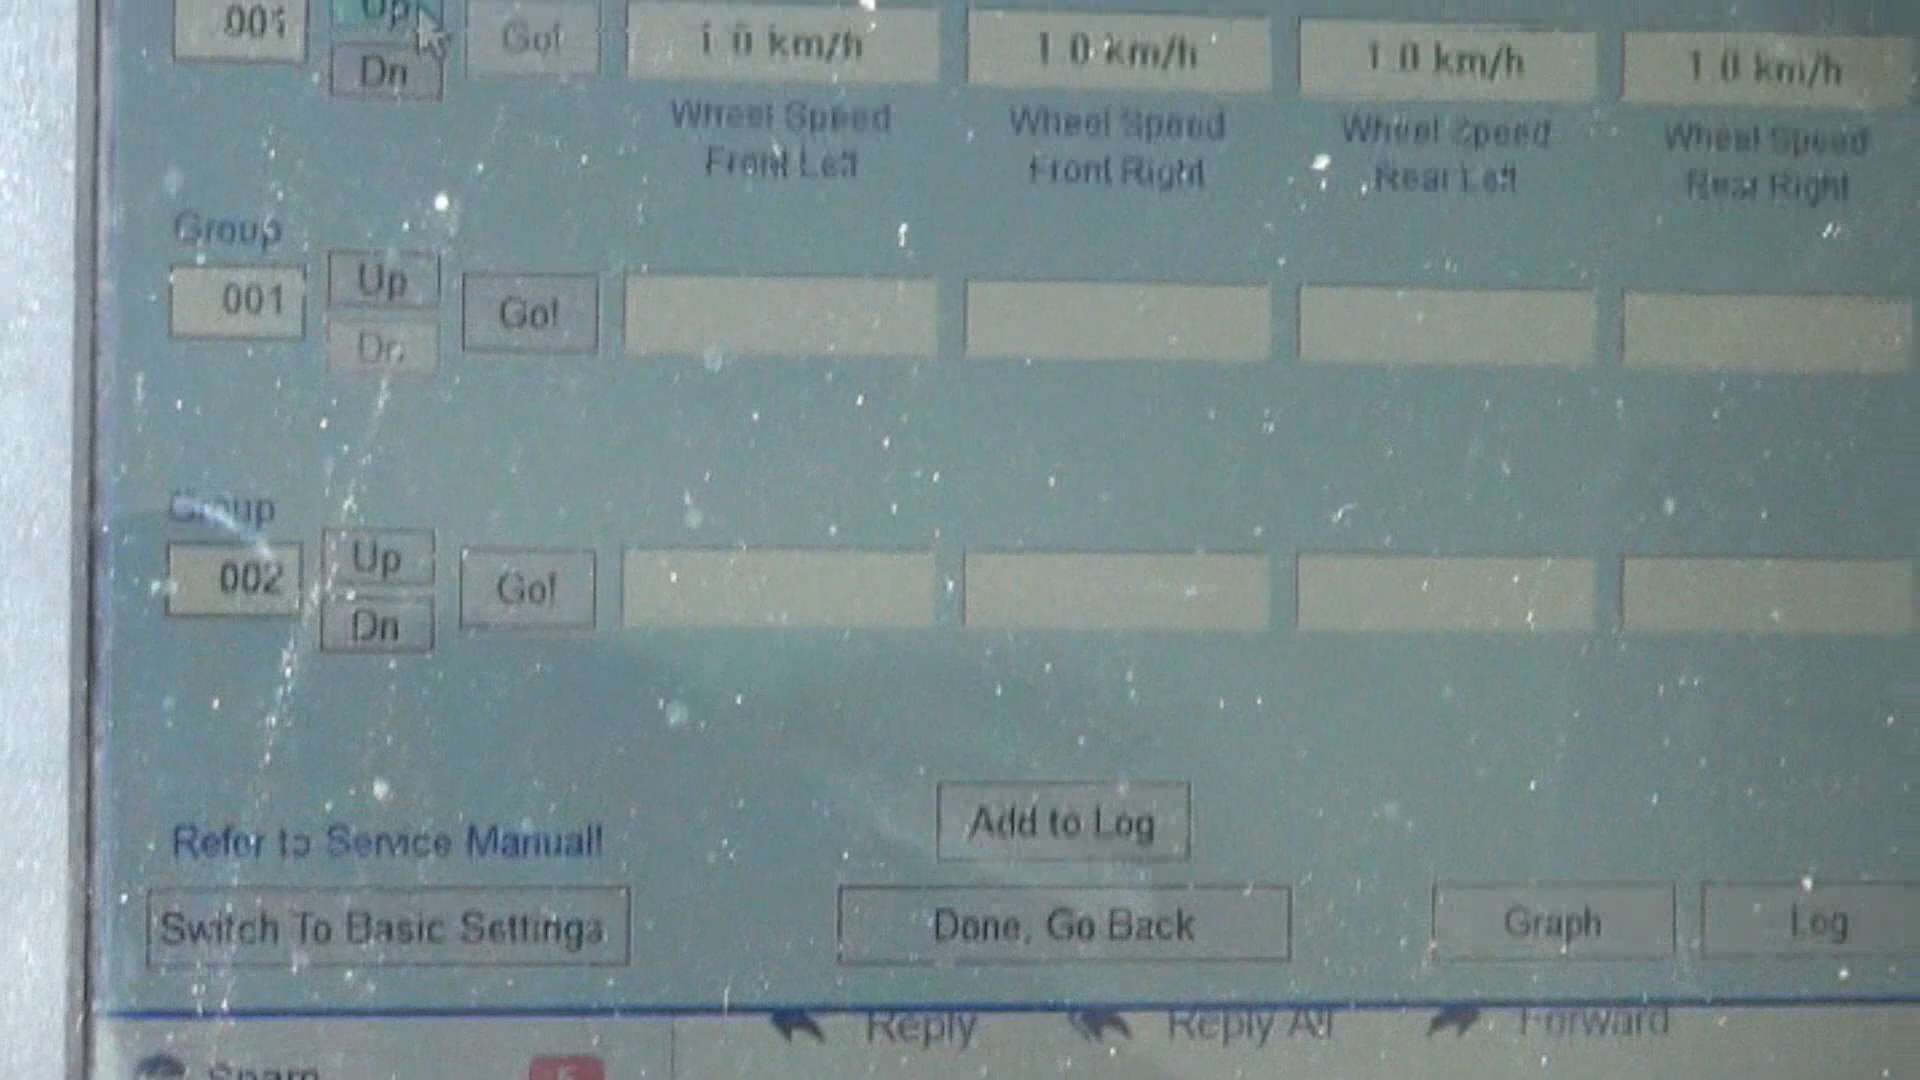 001 Up Go! 1.0 km/h 1.0 km/h 1.0 km/h 1.0 km/h
Dn
Wheel Speed Wheel Speed Wheel Speed Wheel Speed
Front Left Front Right Rear Left Rear Right
Group
001 Up Go!
Dn
Group
002 Up Go!
Dn
Refer to Service Manual!
Add to Log
Switch To Basic Settings Done, Go Back Graph Log
Reply Reply All Forward
Spam 5